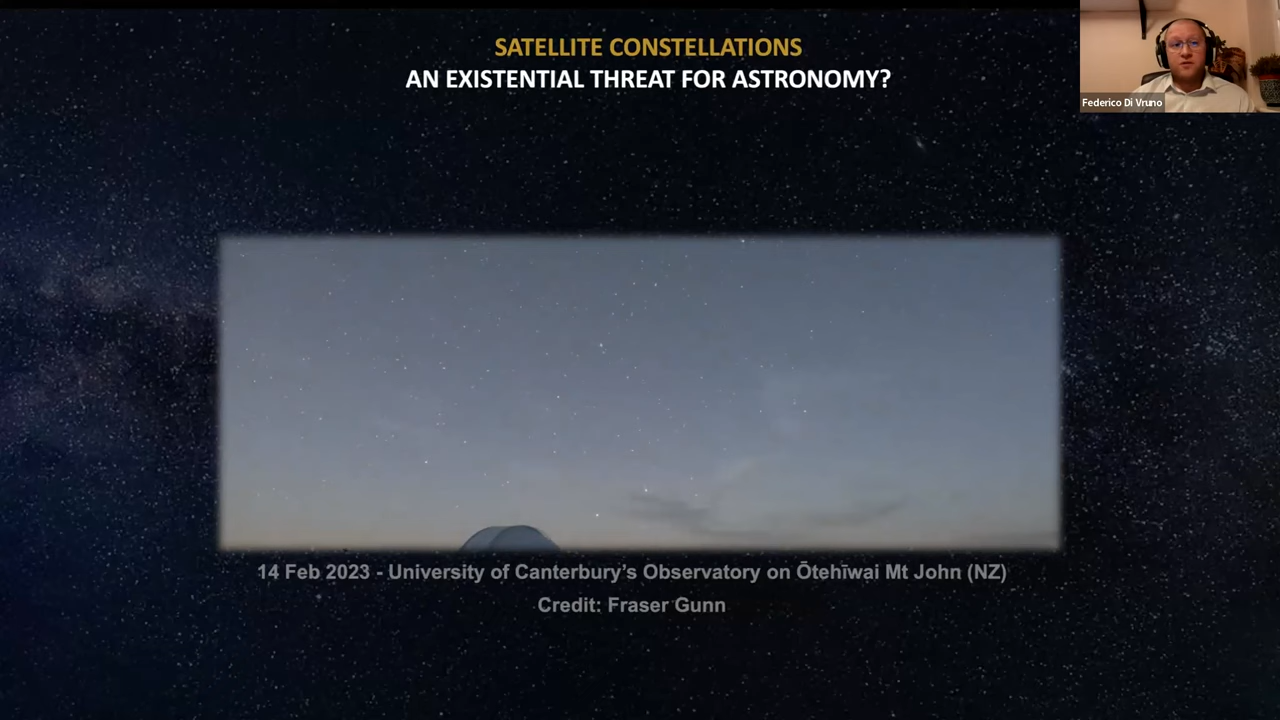 SATELLITE CONSTELLATIONS
AN EXISTENTIAL THREAT FOR ASTRONOMY?
Federico Di Vruno
14 Feb 2023 - University of Canterbury’s Observatory on Ōtehīwai Mt John (NZ)
Credit: Fraser Gunn